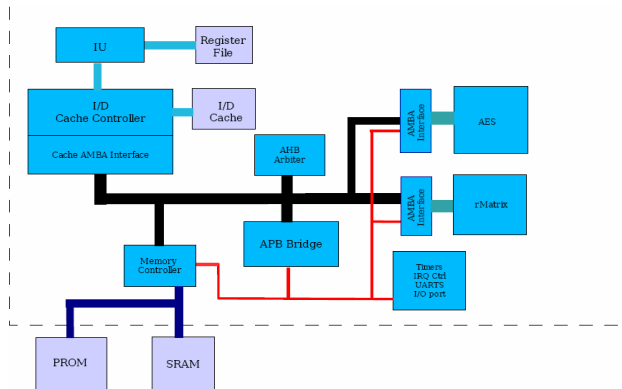 IU
Register
File
I/D
Cache Controller
I/D
Cache
Cache AMBA Interface
AHB
Arbiter
AMBA
Interface
AES
AMBA
Interface
rMatrix
APB Bridge
Memory
Controller
Timers
IRQ Ctrl
UARTS
I/O port
PROM
SRAM